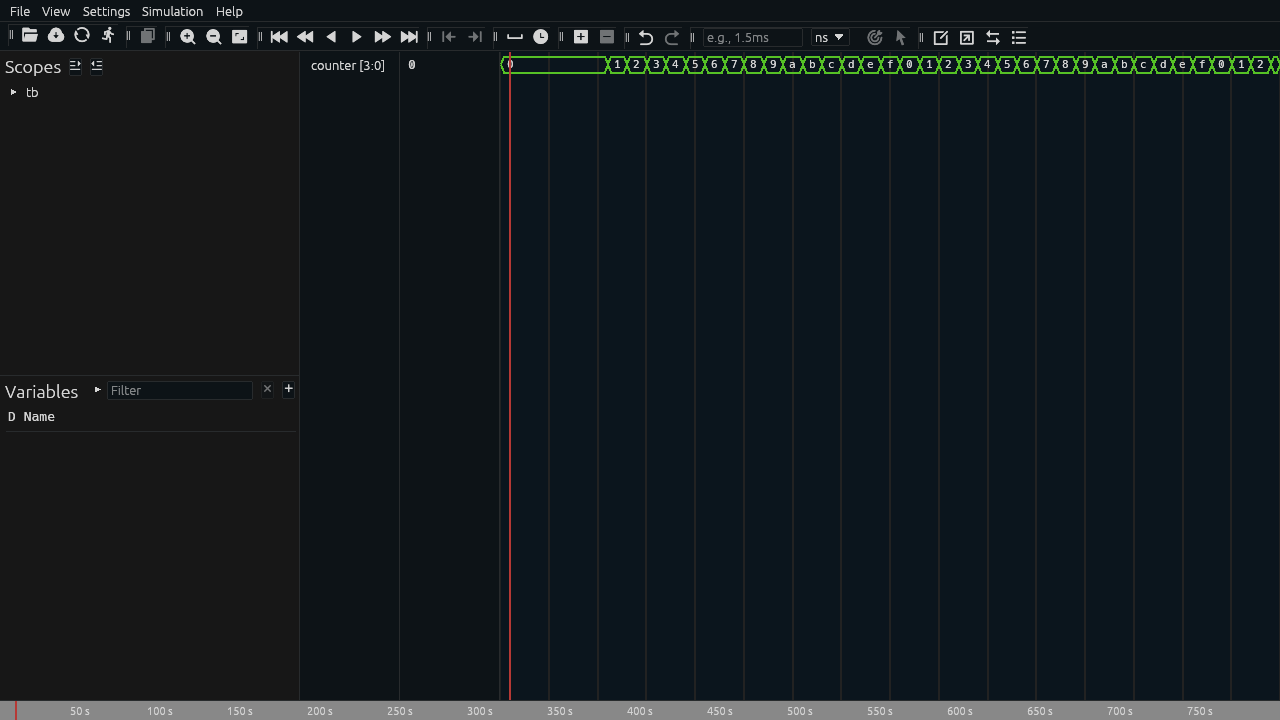 File View Settings Simulation Help
e.g., 1.5ms ns
Scopes
tb
counter [3:0] 0 0 1 2 3 4 5 6 7 8 9 a b c d e f 0 1 2 3 4 5 6 7 8 9 a b c d e f 0 1 2
Variables Filter
D Name
50 s 100 s 150 s 200 s 250 s 300 s 350 s 400 s 450 s 500 s 550 s 600 s 650 s 700 s 750 s